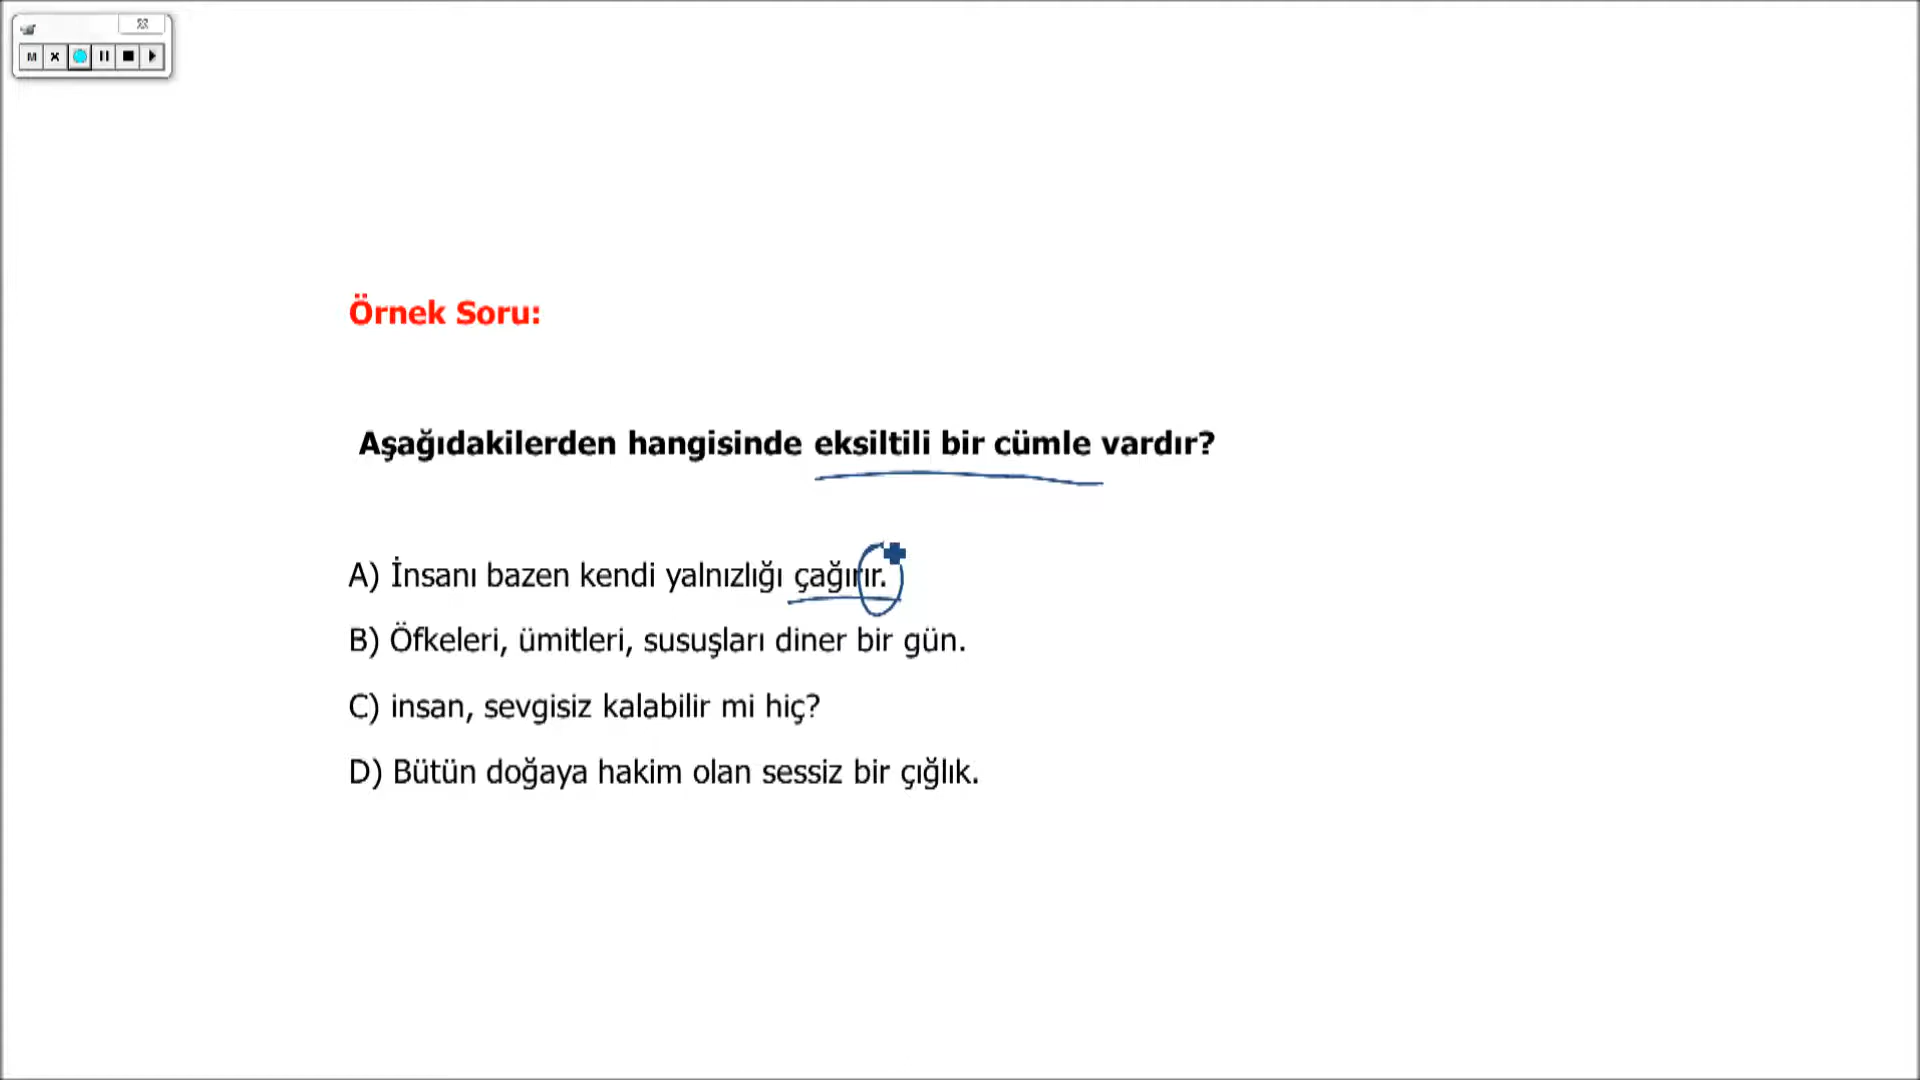 M
Örnek Soru:
Aşağıdakilerden hangisinde eksiltili bir cümle vardır?
A) İnsanı bazen kendi yalnızlığı çağırır.
B) Öfkeleri, ümitleri, susuşları diner bir gün.
C) insan, sevgisiz kalabilir mi hiç?
D) Bütün doğaya hakim olan sessiz bir çığlık.